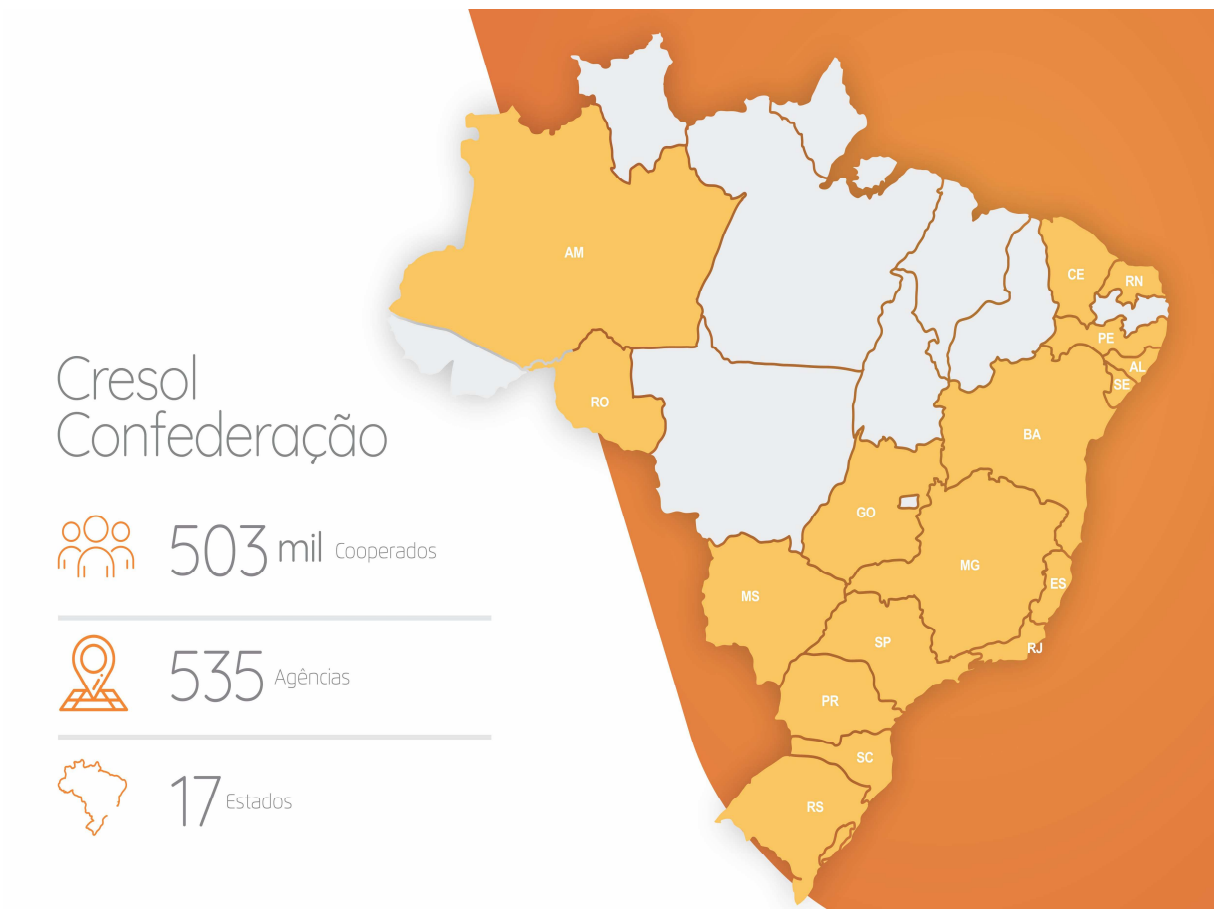 Cresol
Confederação
503 mil Cooperados
535 Agências
17 Estados
AM
CE
RN
PE
AL
SE
RO
BA
GO
MG
ES
MS
SP
RJ
PR
SC
RS